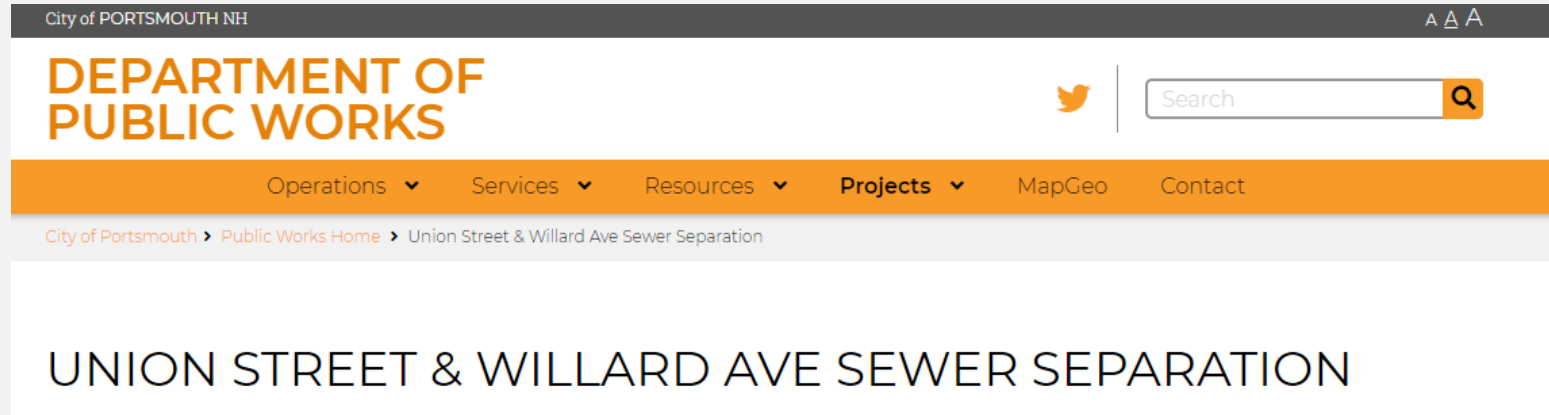 City of PORTSMOUTH NH
A A A
DEPARTMENT OF
PUBLIC WORKS
Search
Operations Services Resources Projects MapGeo Contact
City of Portsmouth > Public Works Home > Union Street & Willard Ave Sewer Separation
UNION STREET & WILLARD AVE SEWER SEPARATION